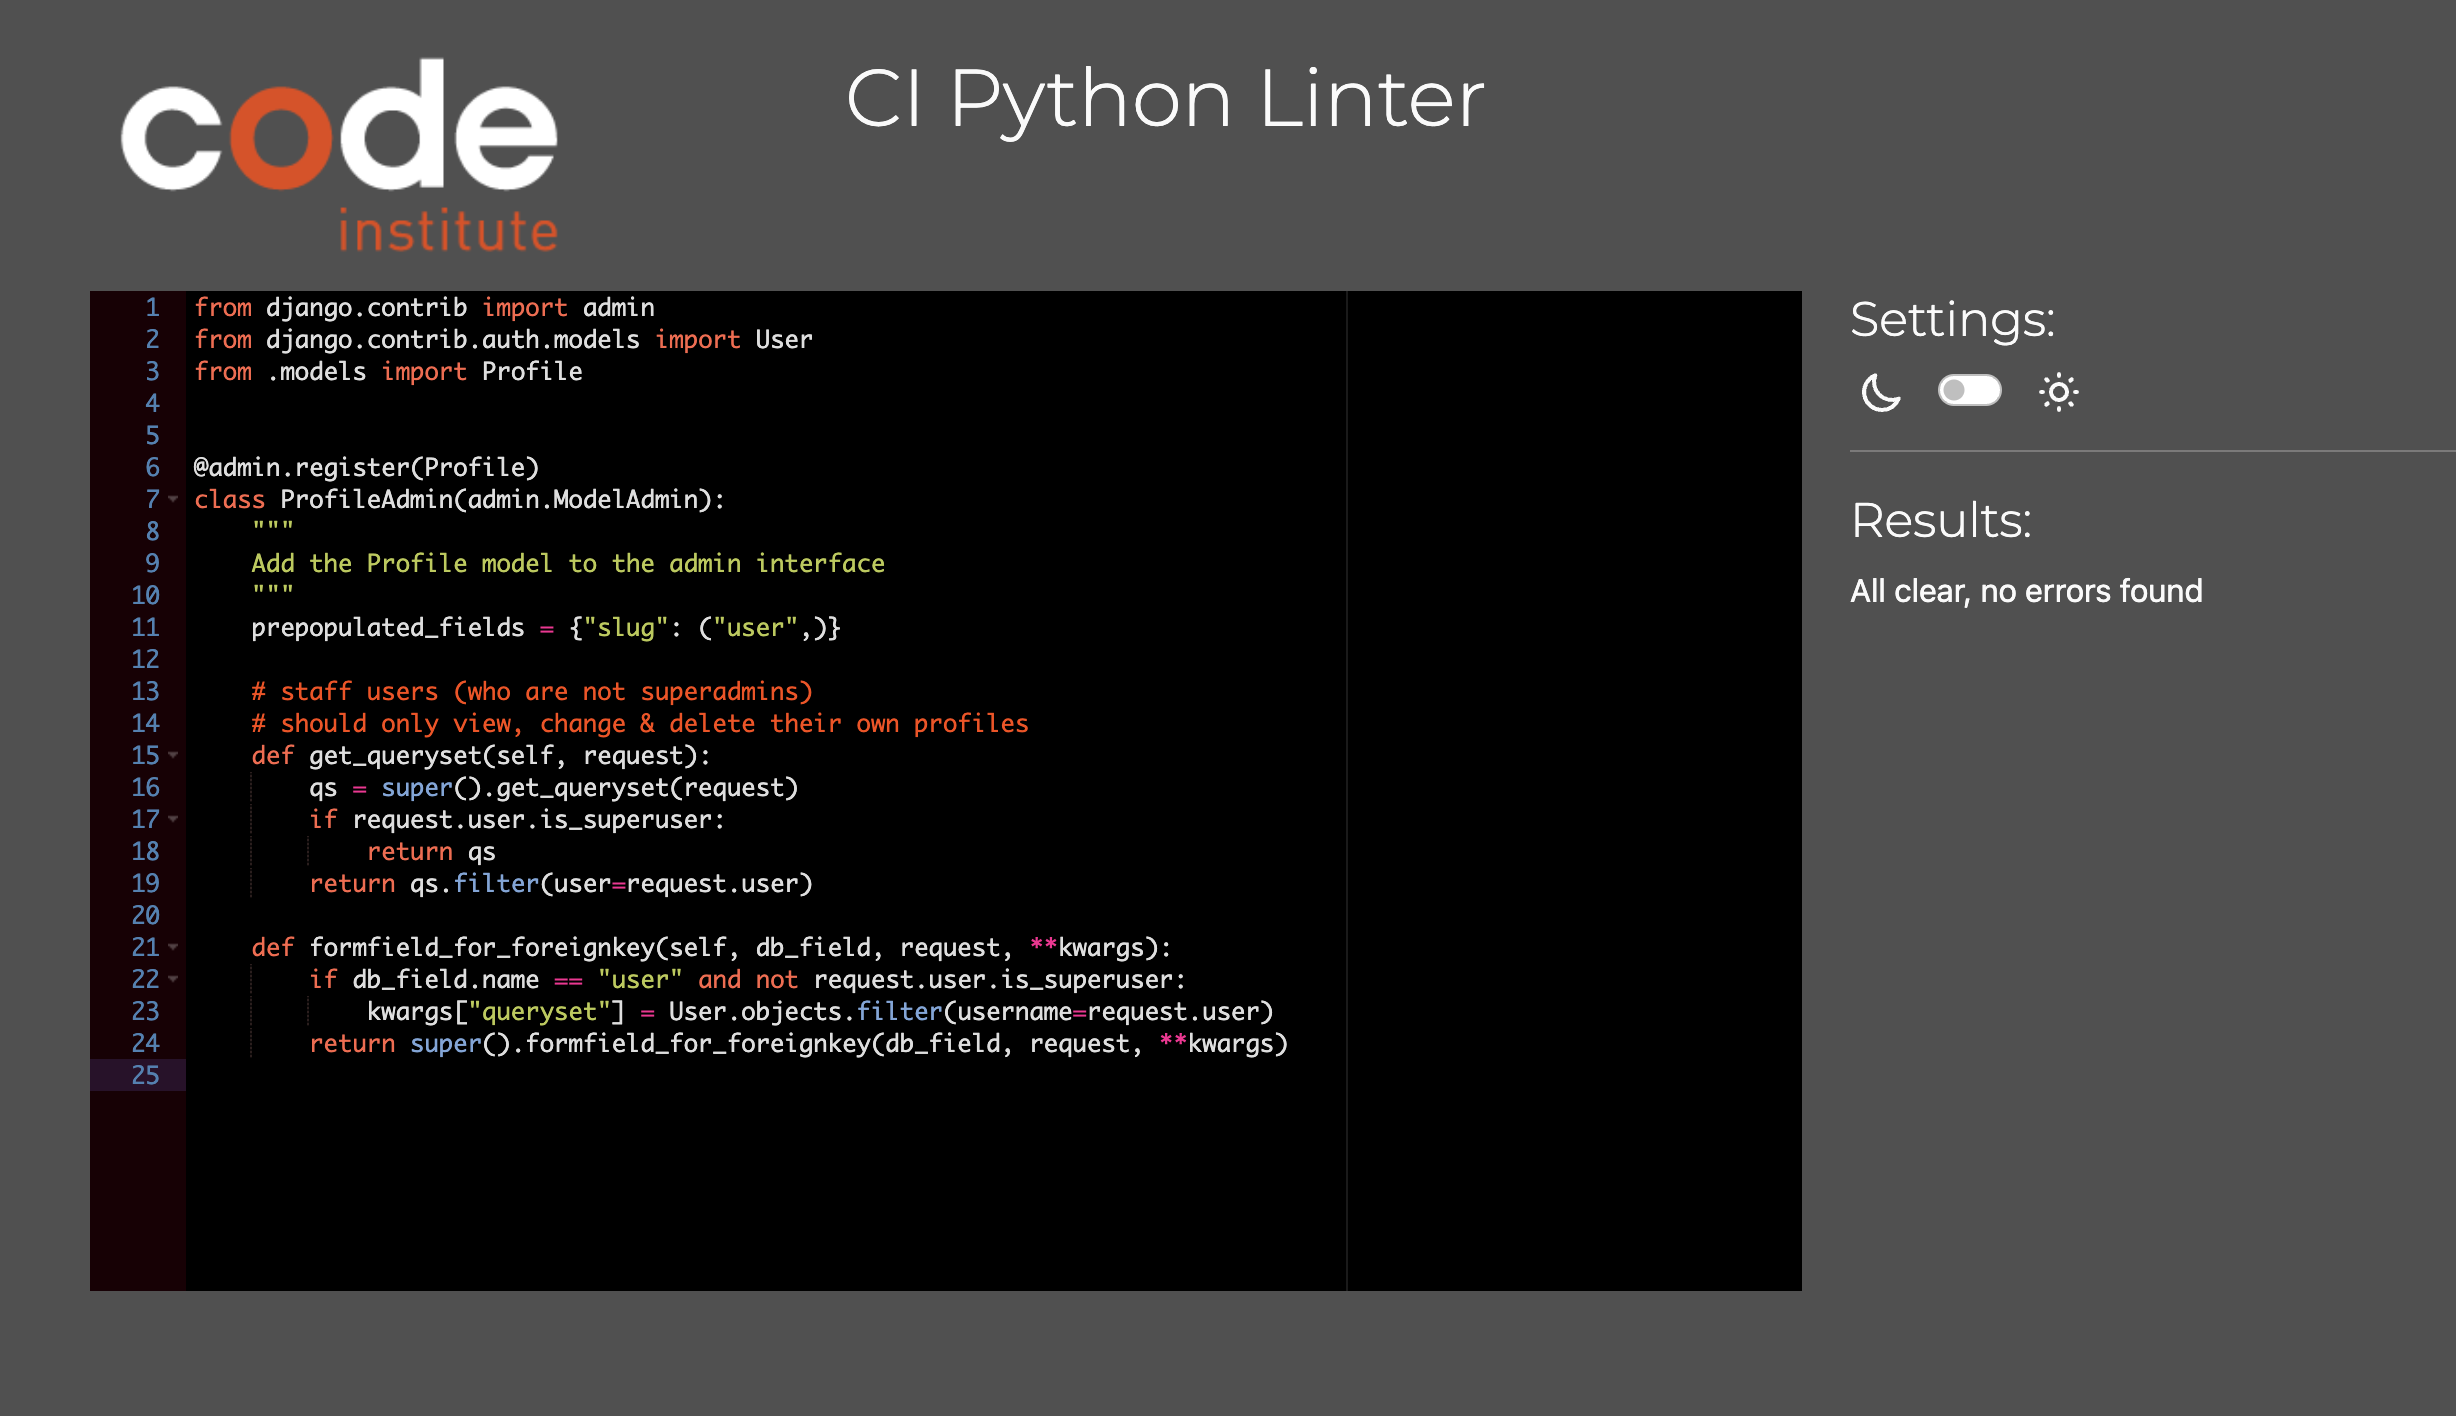 code
institute
CI Python Linter
1 from django.contrib import admin
2 from django.contrib.auth.models import User
3 from .models import Profile
4
5
6 @admin.register(Profile)
7 class ProfileAdmin(admin.ModelAdmin):
8     """
9     Add the Profile model to the admin interface
10     """
11     prepopulated_fields = {"slug": ("user",)}
12
13     # staff users (who are not superadmins)
14     # should only view, change & delete their own profiles
15     def get_queryset(self, request):
16         qs = super().get_queryset(request)
17         if request.user.is_superuser:
18             return qs
19         return qs.filter(user=request.user)
20
21     def formfield_for_foreignkey(self, db_field, request, **kwargs):
22         if db_field.name == "user" and not request.user.is_superuser:
23             kwargs["queryset"] = User.objects.filter(username=request.user)
24         return super().formfield_for_foreignkey(db_field, request, **kwargs)
25
Settings:
Results:
All clear, no errors found